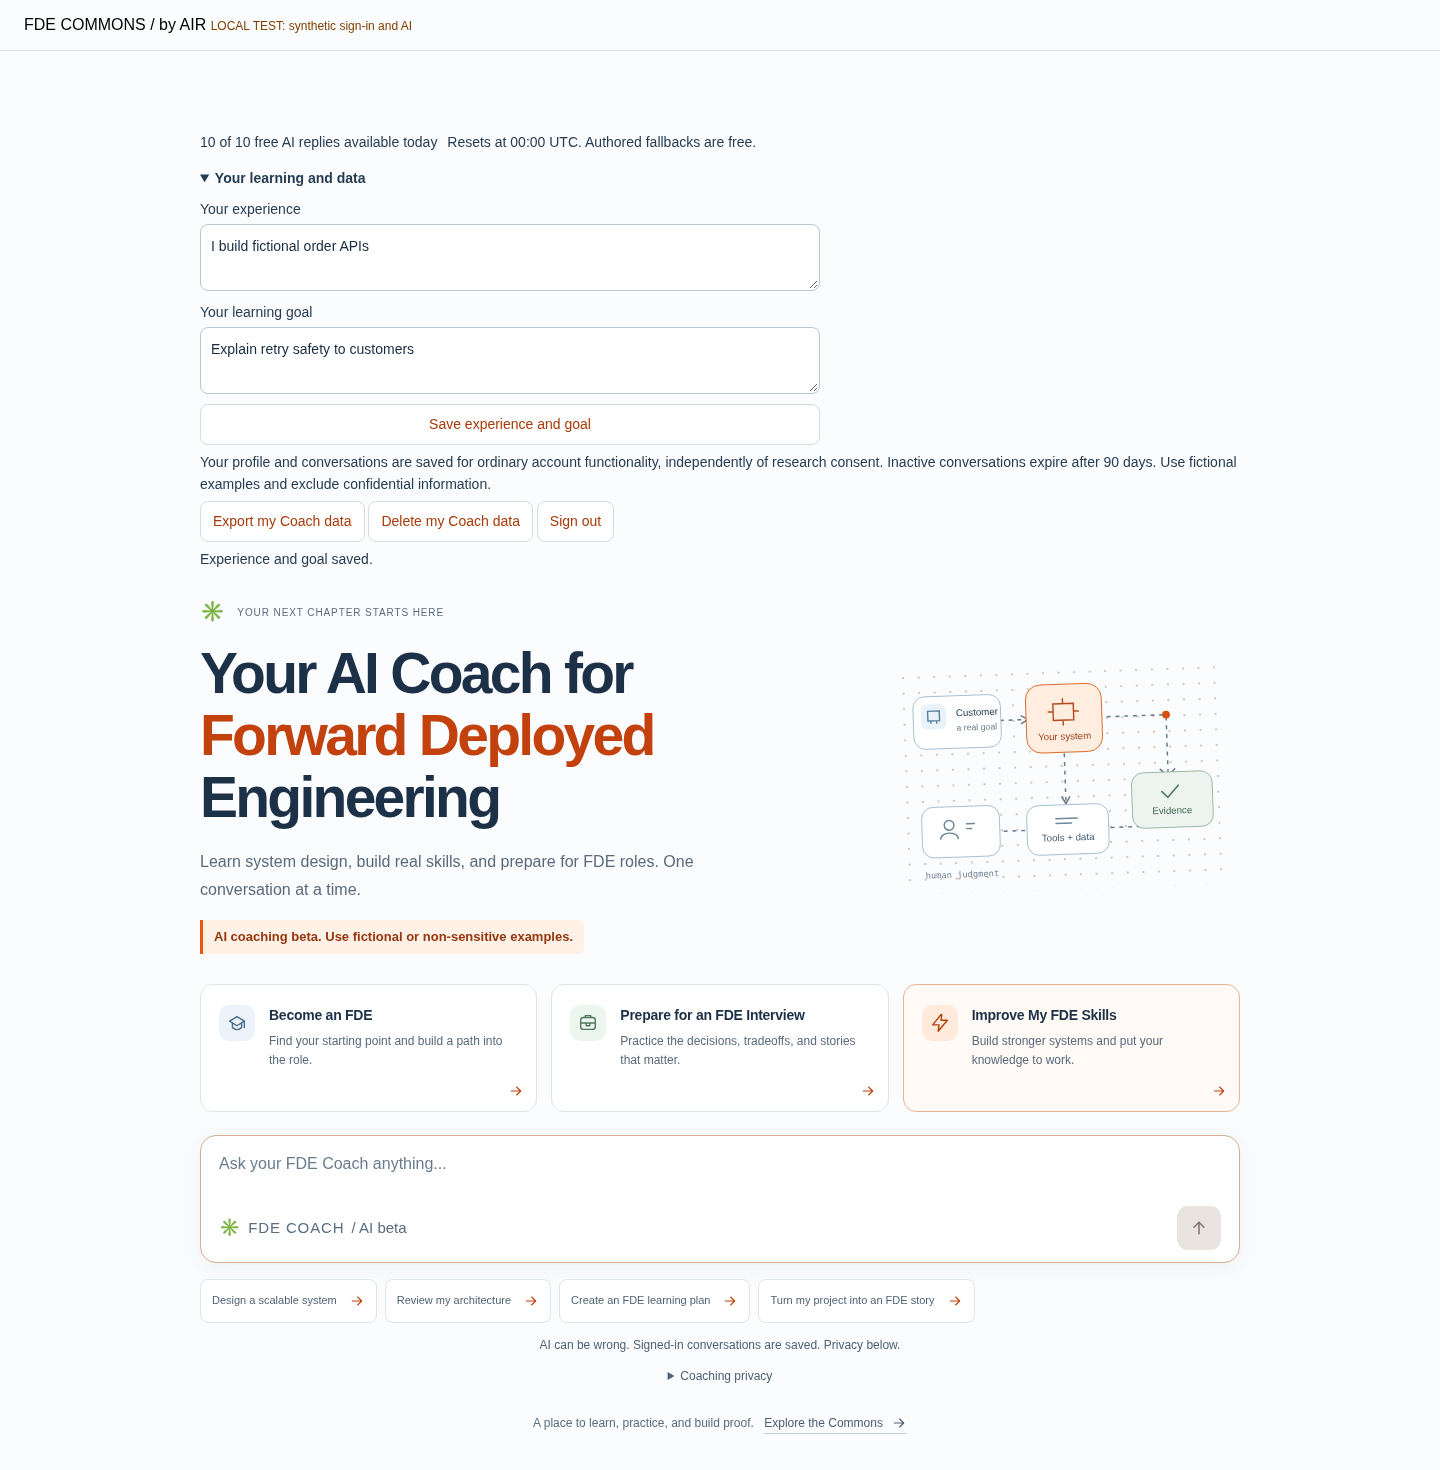 FDE COMMONS / by AIR LOCAL TEST: synthetic sign-in and AI
10 of 10 free AI replies available today Resets at 00:00 UTC. Authored fallbacks are free.
Your learning and data
Your experience
I build fictional order APIs
Your learning goal
Explain retry safety to customers
Save experience and goal
Your profile and conversations are saved for ordinary account functionality, independently of research consent. Inactive conversations expire after 90 days. Use fictional
examples and exclude confidential information.
Export my Coach data Delete my Coach data Sign out
Experience and goal saved.
YOUR NEXT CHAPTER STARTS HERE
Your AI Coach for
Forward Deployed
Engineering
Learn system design, build real skills, and prepare for FDE roles. One
conversation at a time.
AI coaching beta. Use fictional or non-sensitive examples.
Customer
a real goal
Your system
Evidence
Tools + data
human judgment
Become an FDE
Find your starting point and build a path into
the role.
Prepare for an FDE Interview
Practice the decisions, tradeoffs, and stories
that matter.
Improve My FDE Skills
Build stronger systems and put your
knowledge to work.
Ask your FDE Coach anything...
FDE COACH / AI beta
Design a scalable system
Review my architecture
Create an FDE learning plan
Turn my project into an FDE story
AI can be wrong. Signed-in conversations are saved. Privacy below.
Coaching privacy
A place to learn, practice, and build proof. Explore the Commons